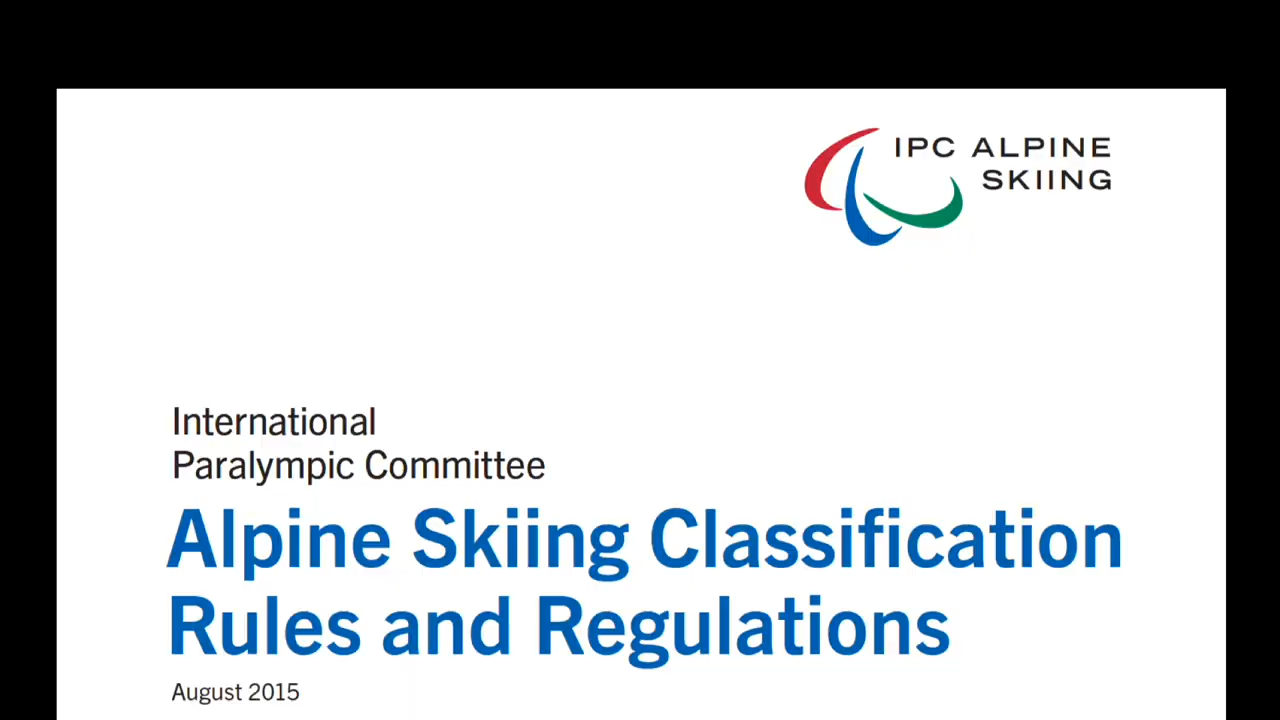 IPC ALPINE
SKIING
International
Paralympic Committee
Alpine Skiing Classification
Rules and Regulations
August 2015